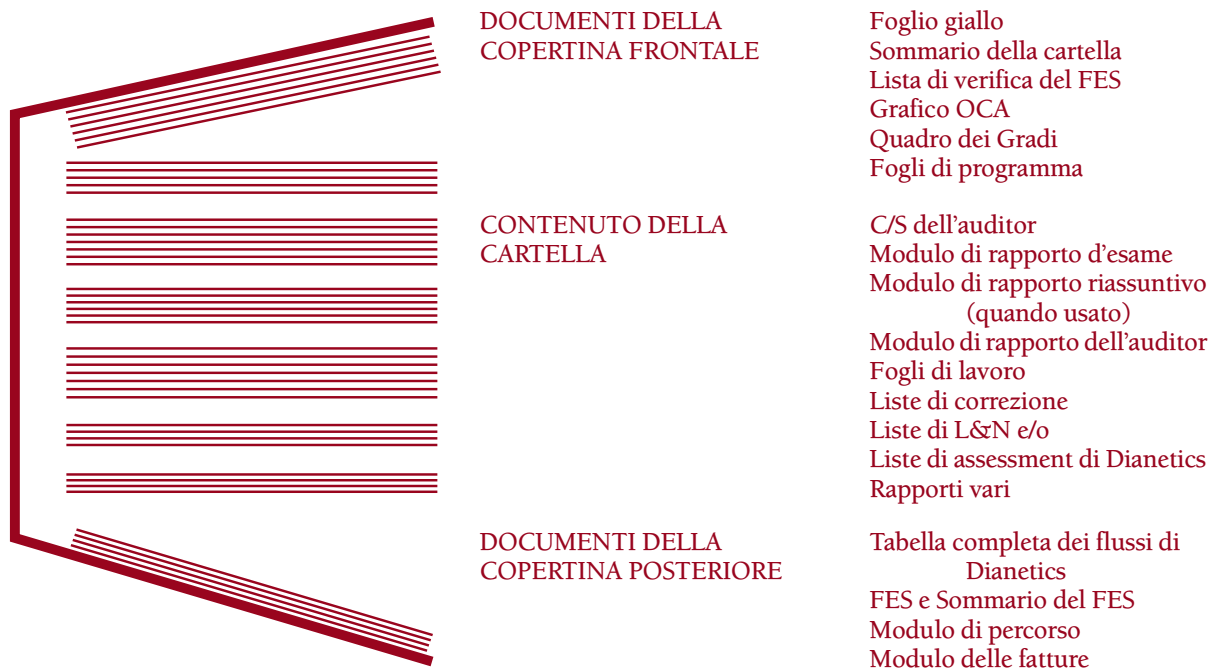 DOCUMENTI DELLA
COPERTINA FRONTALE
Foglio giallo
Sommario della cartella
Lista di verifica del FES
Grafico OCA
Quadro dei Gradi
Fogli di programma
CONTENUTO DELLA
CARTELLA
C/S dell’auditor
Modulo di rapporto d’esame
Modulo di rapporto riassuntivo
(quando usato)
Modulo di rapporto dell’auditor
Fogli di lavoro
Liste di correzione
Liste di L&N e/o
Liste di assessment di Dianetics
Rapporti vari
DOCUMENTI DELLA
COPERTINA POSTERIORE
Tabella completa dei flussi di
Dianetics
FES e Sommario del FES
Modulo di percorso
Modulo delle fatture